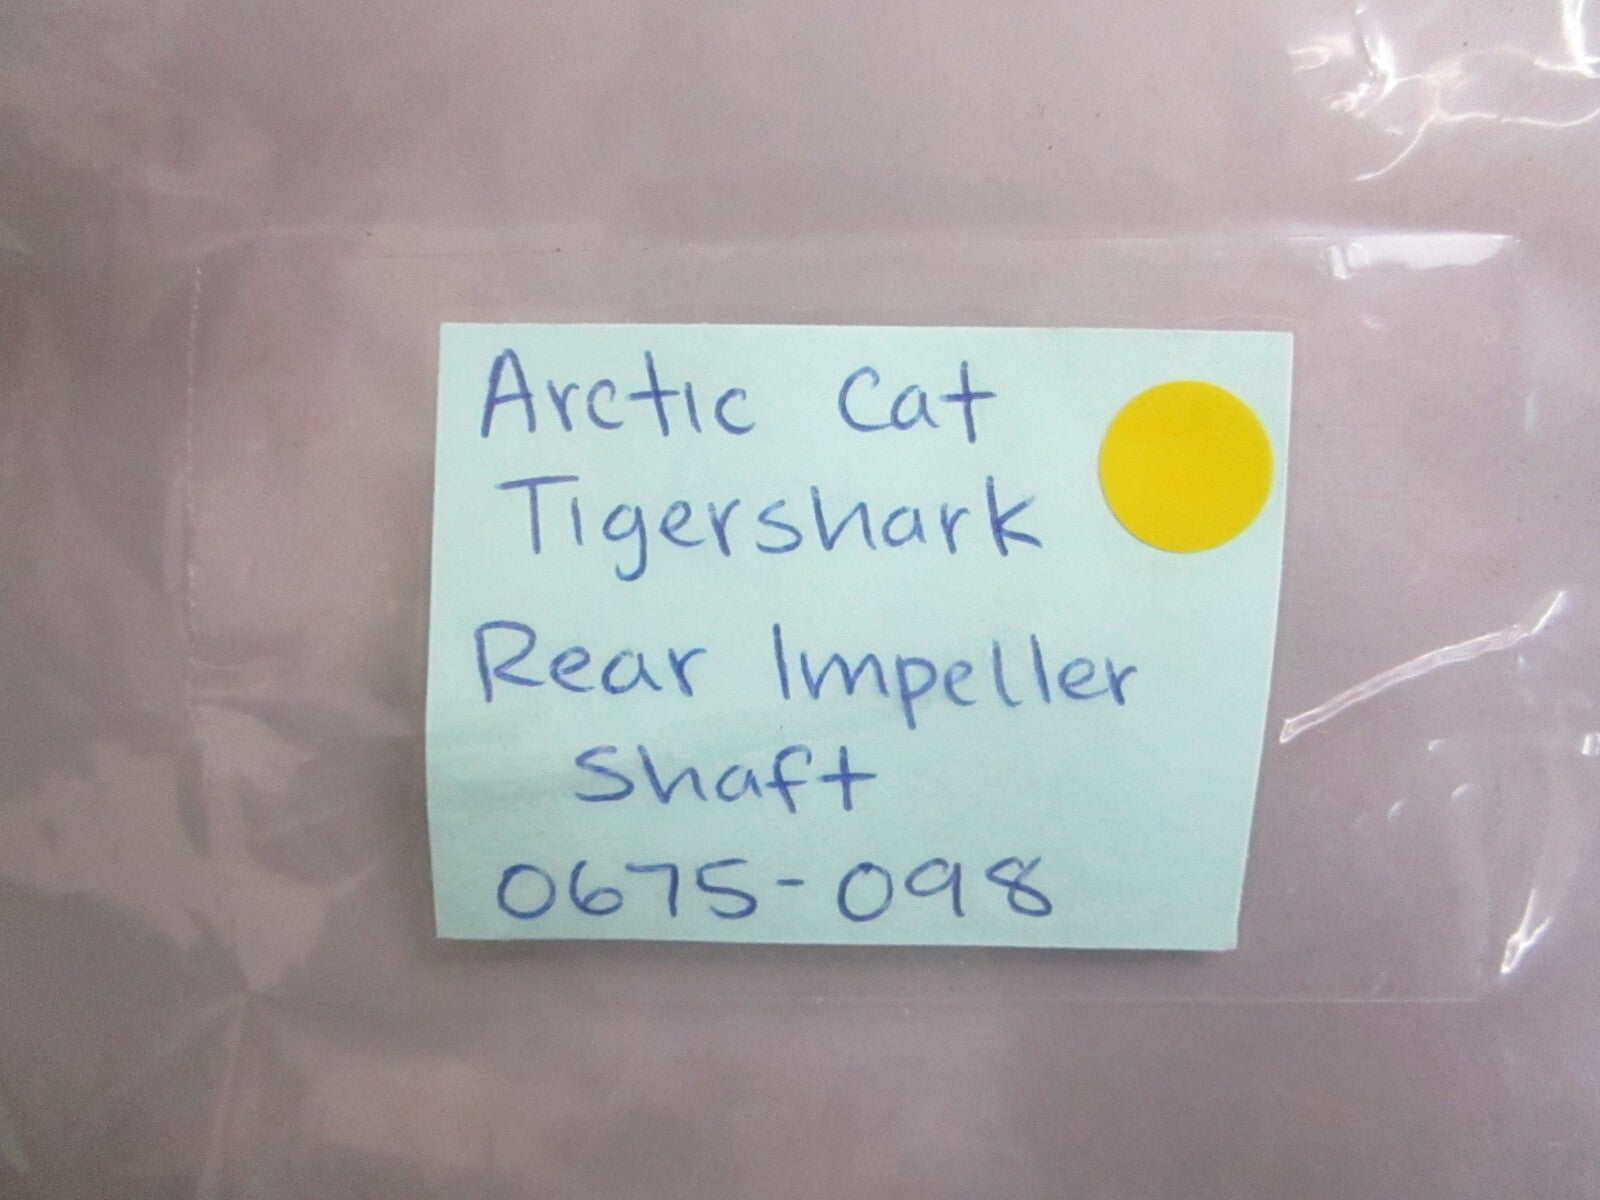 Arctic Cat
Tigershark
Rear Impeller
Shaft
0675-098